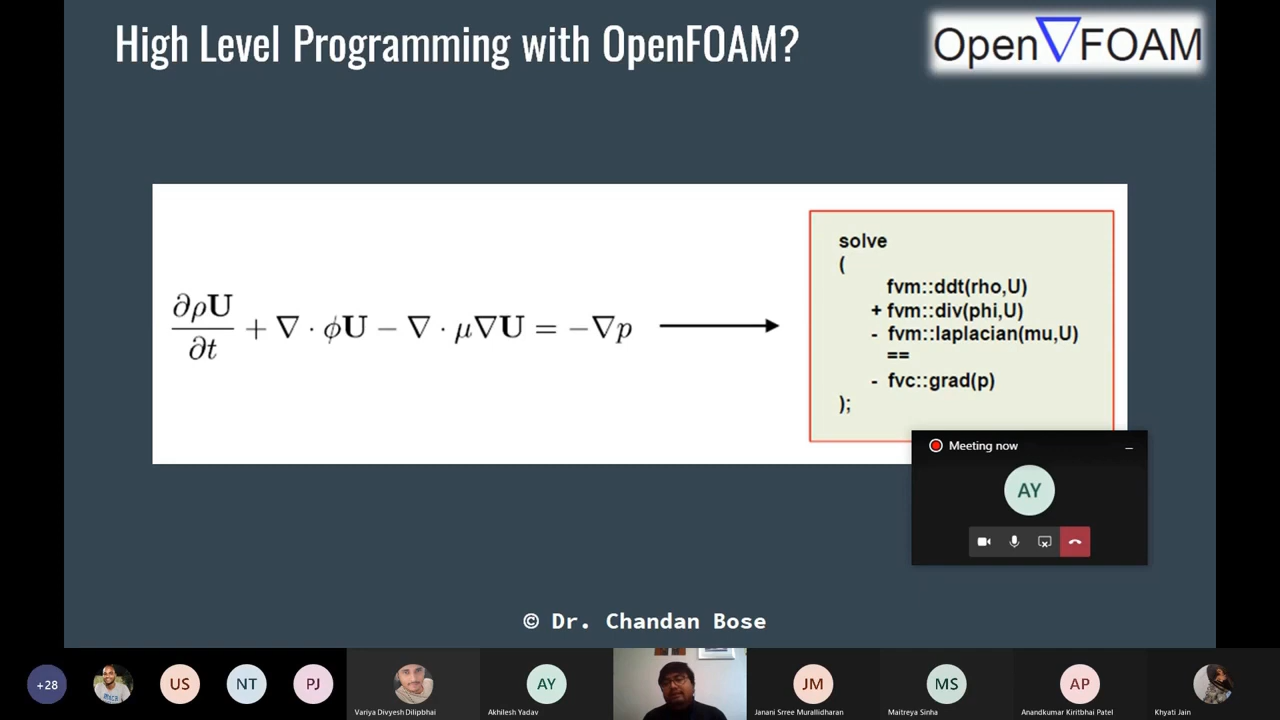 High Level Programming with OpenFOAM?
Open∇FOAM
∂ρU/∂t + ∇ · ϕU − ∇ · μ∇U = −∇p
solve
(
fvm::ddt(rho,U)
+ fvm::div(phi,U)
- fvm::laplacian(mu,U)
==
- fvc::grad(p)
);
Meeting now
AY
© Dr. Chandan Bose
+28
US
NT
PJ
AY
JM
MS
AP
Variya Divyesh Dilipbhai
Akhilesh Yadav
Janani Srree Murallidharan
Maitreya Sinha
Anandkumar Kiritbhai Patel
Khyati Jain